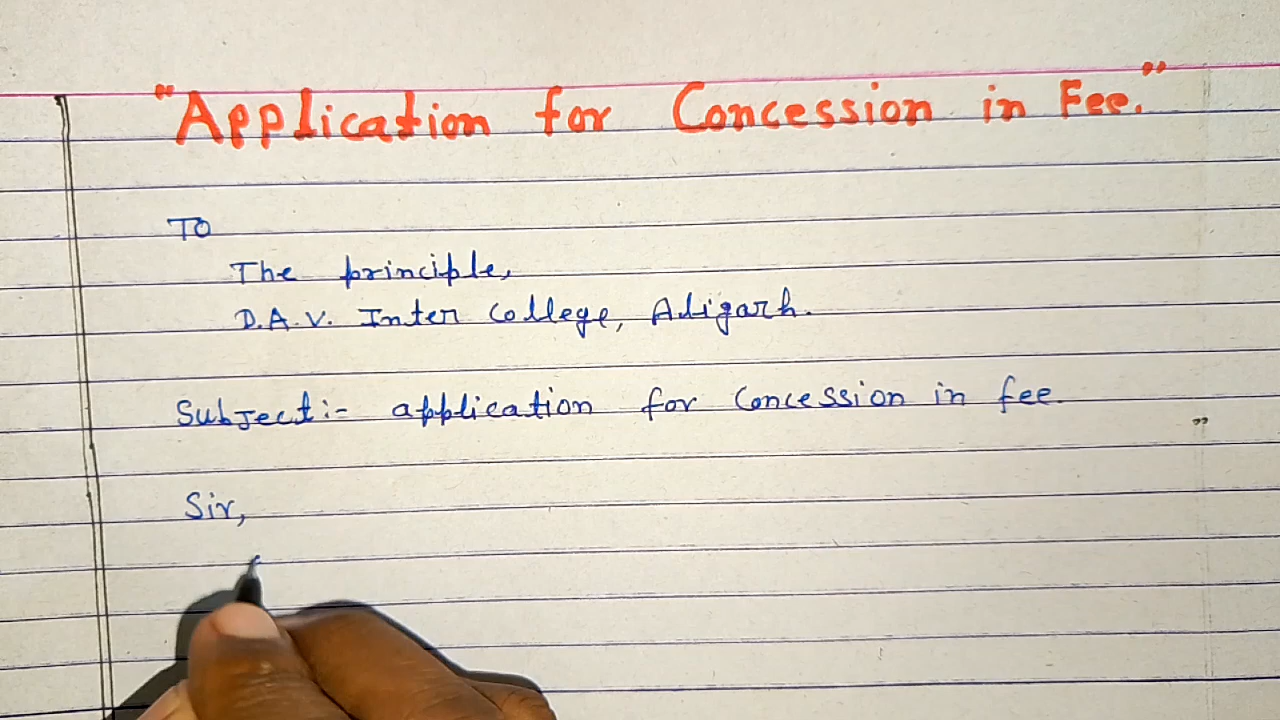 "Application for Concession in Fee."
To
The principle,
D.A.V. Inter College, Aligarh.
Subject:- application for concession in fee.
"
Sir,